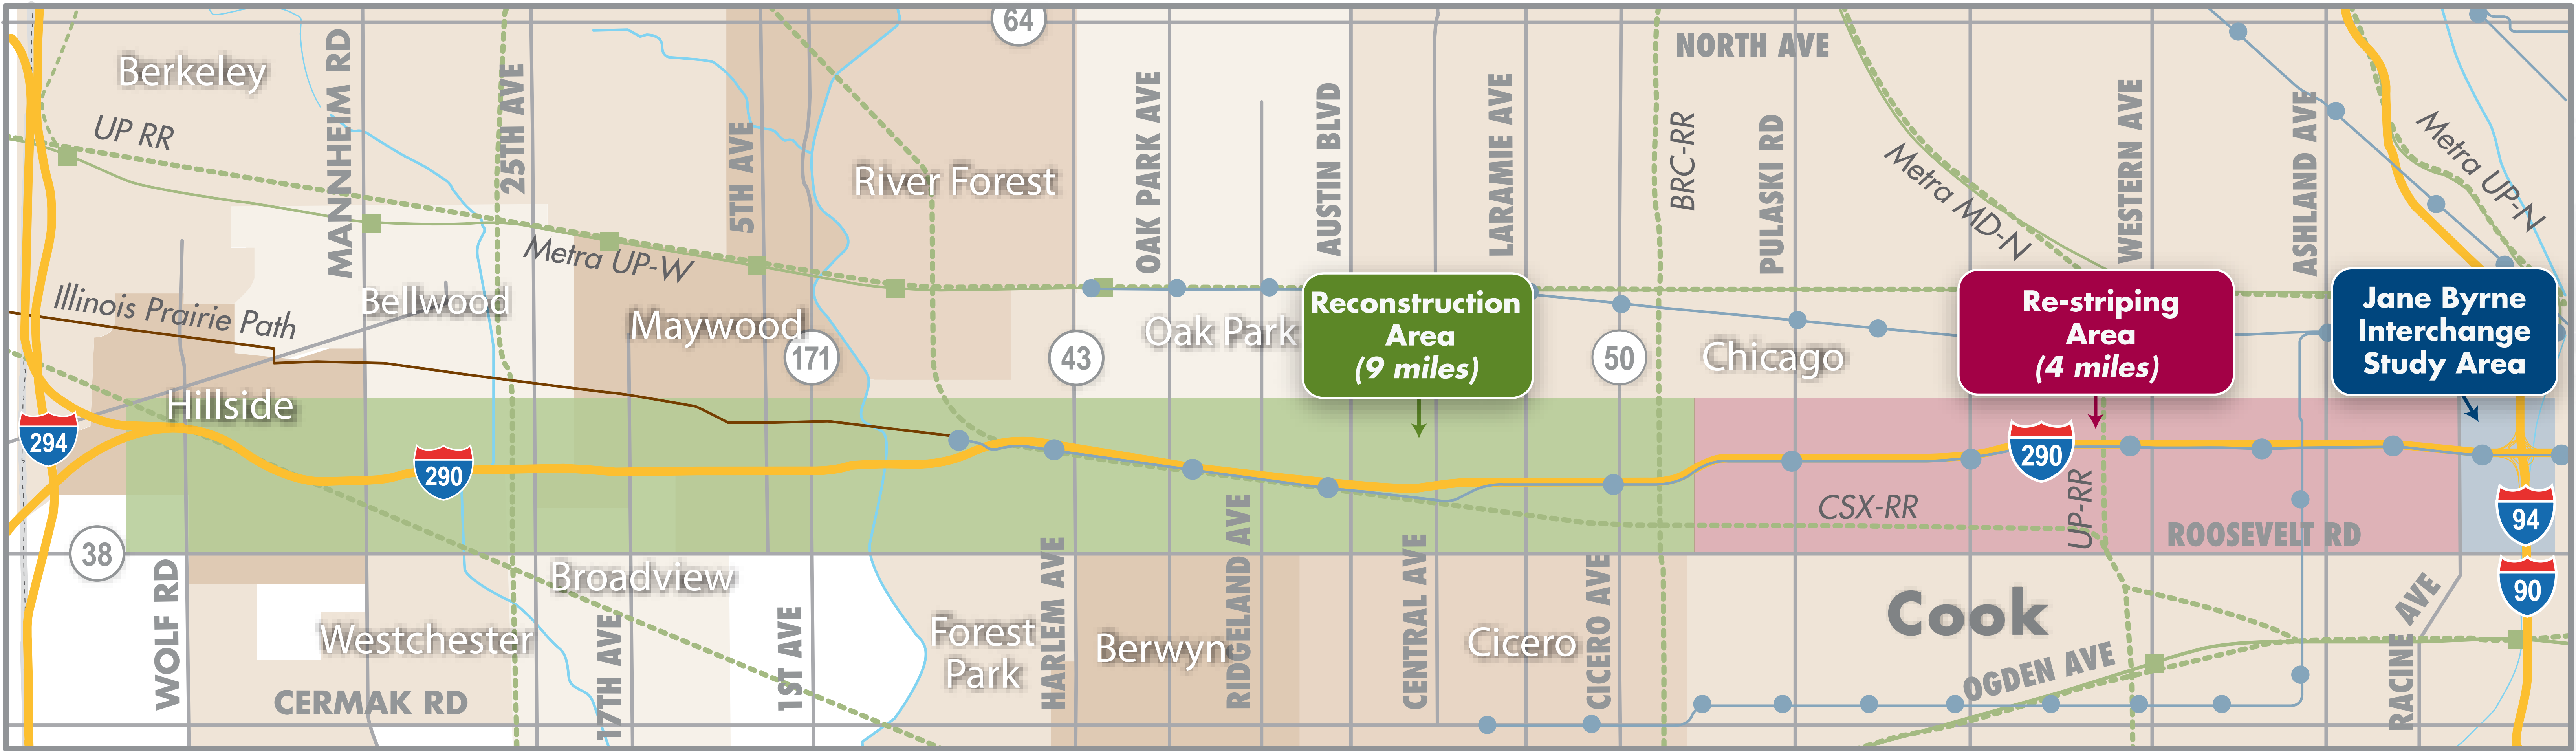 64
NORTH AVE
Berkeley
UP RR
MANNHEIM RD
25TH AVE
5TH AVE
River Forest
OAK PARK AVE
AUSTIN BLVD
LARAMIE AVE
BRC-RR
PULASKI RD
Metra MD-N
WESTERN AVE
ASHLAND AVE
Metra UP-N
Metra UP-W
Illinois Prairie Path
Bellwood
Maywood
171
43
Oak Park
Reconstruction
Area
(9 miles)
50
Chicago
Re-striping
Area
(4 miles)
Jane Byrne
Interchange
Study Area
Hillside
294
290
290
CSX-RR
UP-RR
ROOSEVELT RD
94
38
WOLF RD
Broadview
Westchester
CERMAK RD
17TH AVE
1ST AVE
Forest
Park
HARLEM AVE
Berwyn
RIDGELAND AVE
CENTRAL AVE
Cicero
CICERO AVE
Cook
OGDEN AVE
RACINE AVE
90